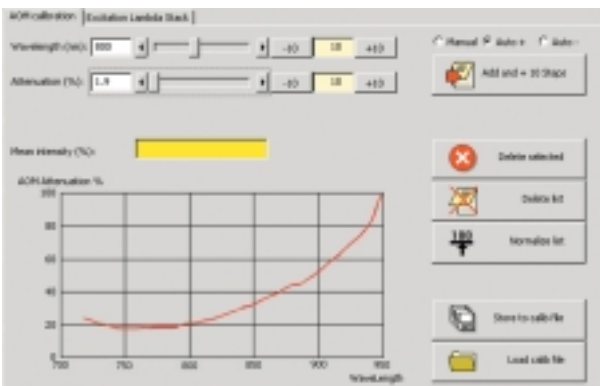 AOM calibration Excitation Lambda Stack
Wavelength (nm): 800 -10 10 +10
Attenuation (%): 1.9 -10 10 +10
Manual Auto + Auto -
Add and + 10 Steps
Mean intensity (%):
Delete selected
Delete list
100
Normalize list
Store to calib file
Load calib file
AOM Attenuation %
100
80
60
40
20
0
700 750 800 850 900 950
WaveLength